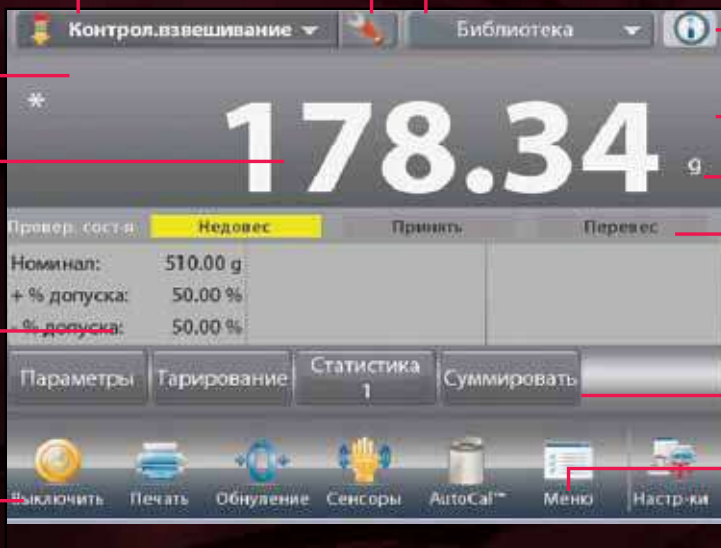 Контрол.взвешивание Библиотека
*
178.34 g
Провер. сост-я Недовес Принять Перевес
Номинал: 510.00 g
+ % допуска: 50.00 %
- % допуска: 50.00 %
Параметры Тарирование Статистика 1 Суммировать
Выключить Печать Обнуление Сенсоры AutoCal™ Меню Настр-ки